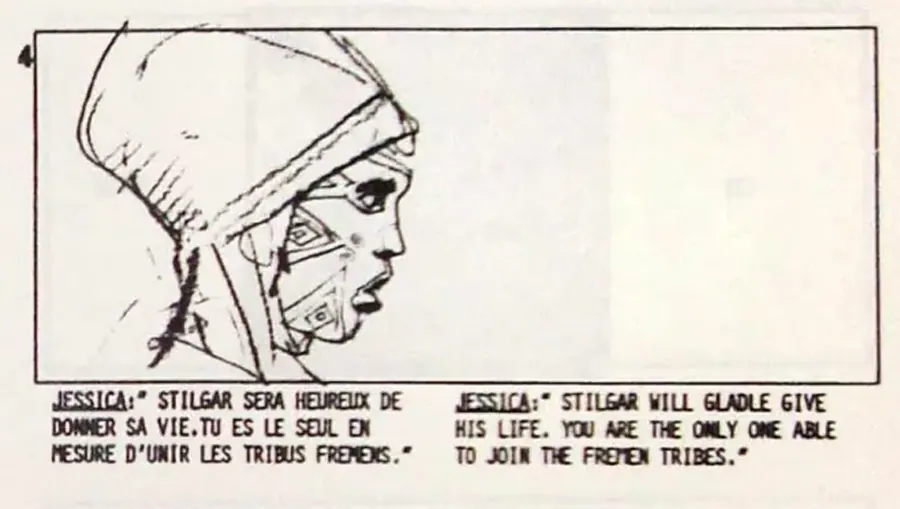 4
JESSICA:" STILGAR SERA HEUREUX DE
DONNER SA VIE.TU ES LE SEUL EN
MESURE D'UNIR LES TRIBUS FREMENS."
JESSICA:" STILGAR WILL GLADLE GIVE
HIS LIFE. YOU ARE THE ONLY ONE ABLE
TO JOIN THE FREMEN TRIBES."